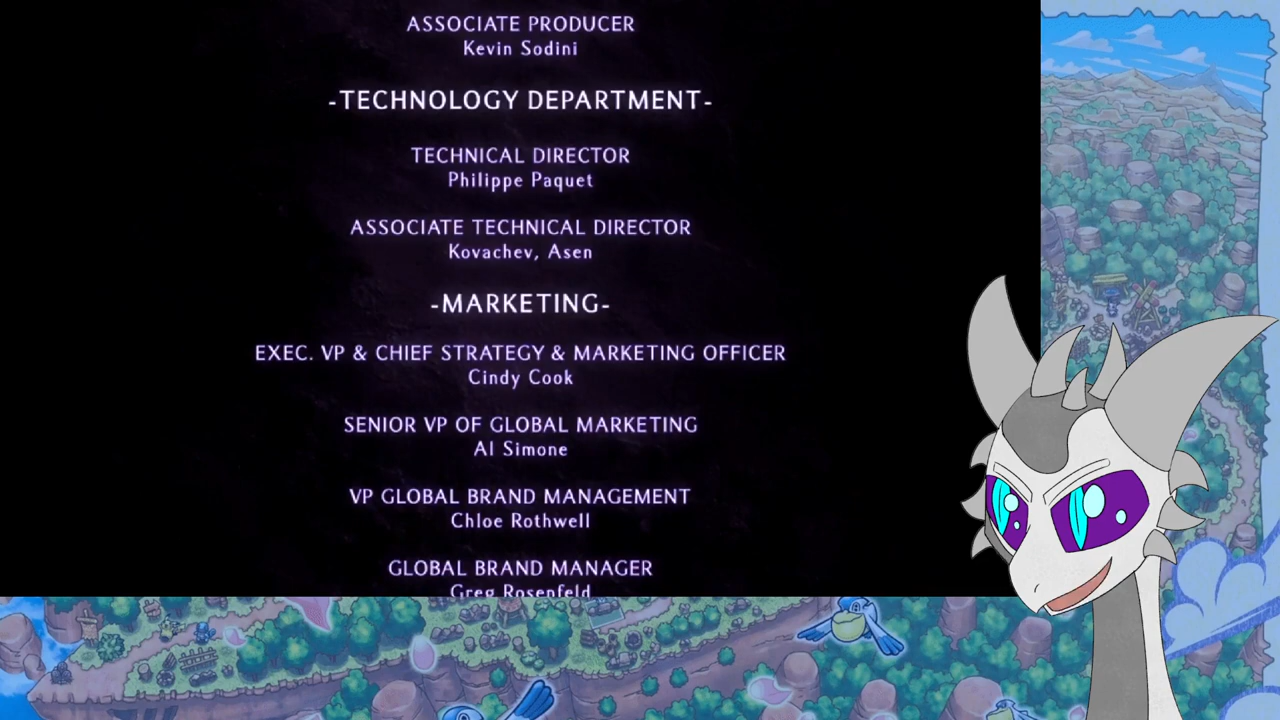 ASSOCIATE PRODUCER
Kevin Sodini
-TECHNOLOGY DEPARTMENT-
TECHNICAL DIRECTOR
Philippe Paquet
ASSOCIATE TECHNICAL DIRECTOR
Kovachev, Asen
-MARKETING-
EXEC. VP & CHIEF STRATEGY & MARKETING OFFICER
Cindy Cook
SENIOR VP OF GLOBAL MARKETING
Al Simone
VP GLOBAL BRAND MANAGEMENT
Chloe Rothwell
GLOBAL BRAND MANAGER
Greg Rosenfeld